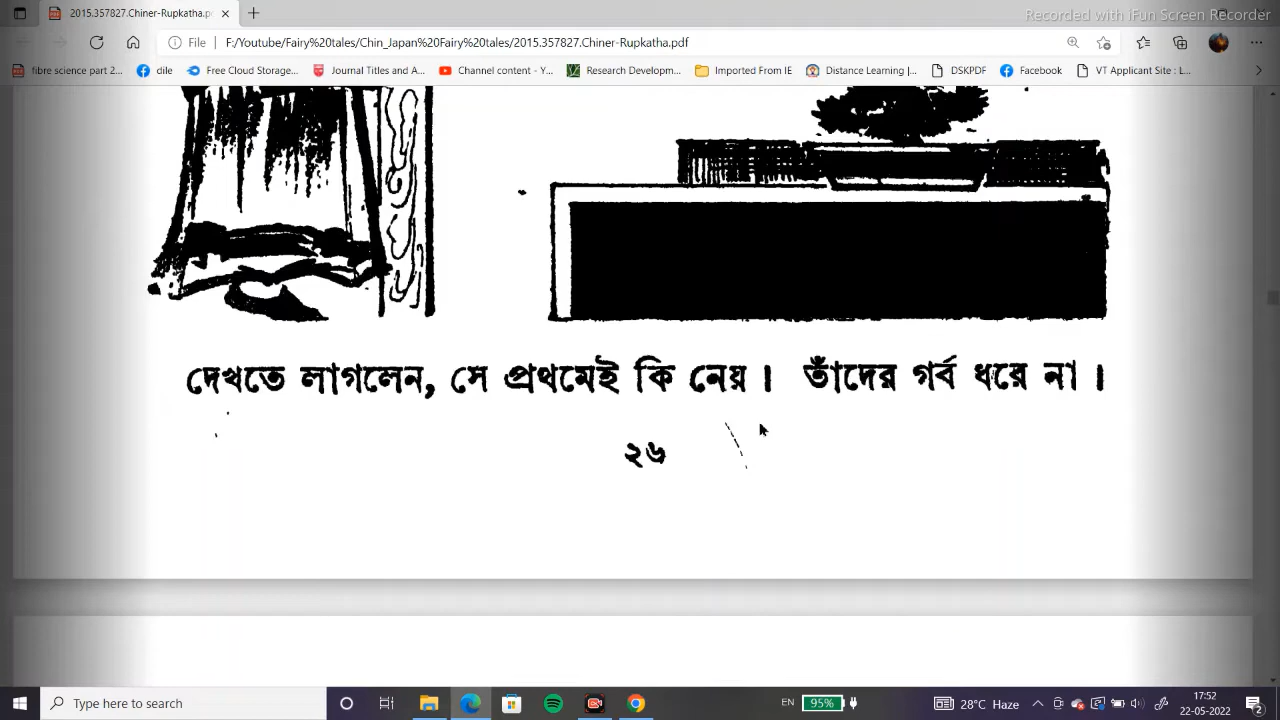 2015.357827.Chiner-Rupkatha.p
Recorded with iFun Screen Recorder
File F:/Youtube/Fairy%20tales/Chin_Japan%20Fairy%20tales/2015.357827.Chiner-Rupkatha.pdf
fibre science part 2... dile Free Cloud Storage... Journal Titles and A... Channel content - Y... Research Developm... Imported From IE Distance Learning |... DSKPDF Facebook VT Applicant Site : L...
দেখতে লাগলেন, সে প্রথমেই কি নেয়। তাঁদের গর্ব ধরে না।
২৬
Type here to search
EN 95% 28°C Haze 17:52
22-05-2022 2